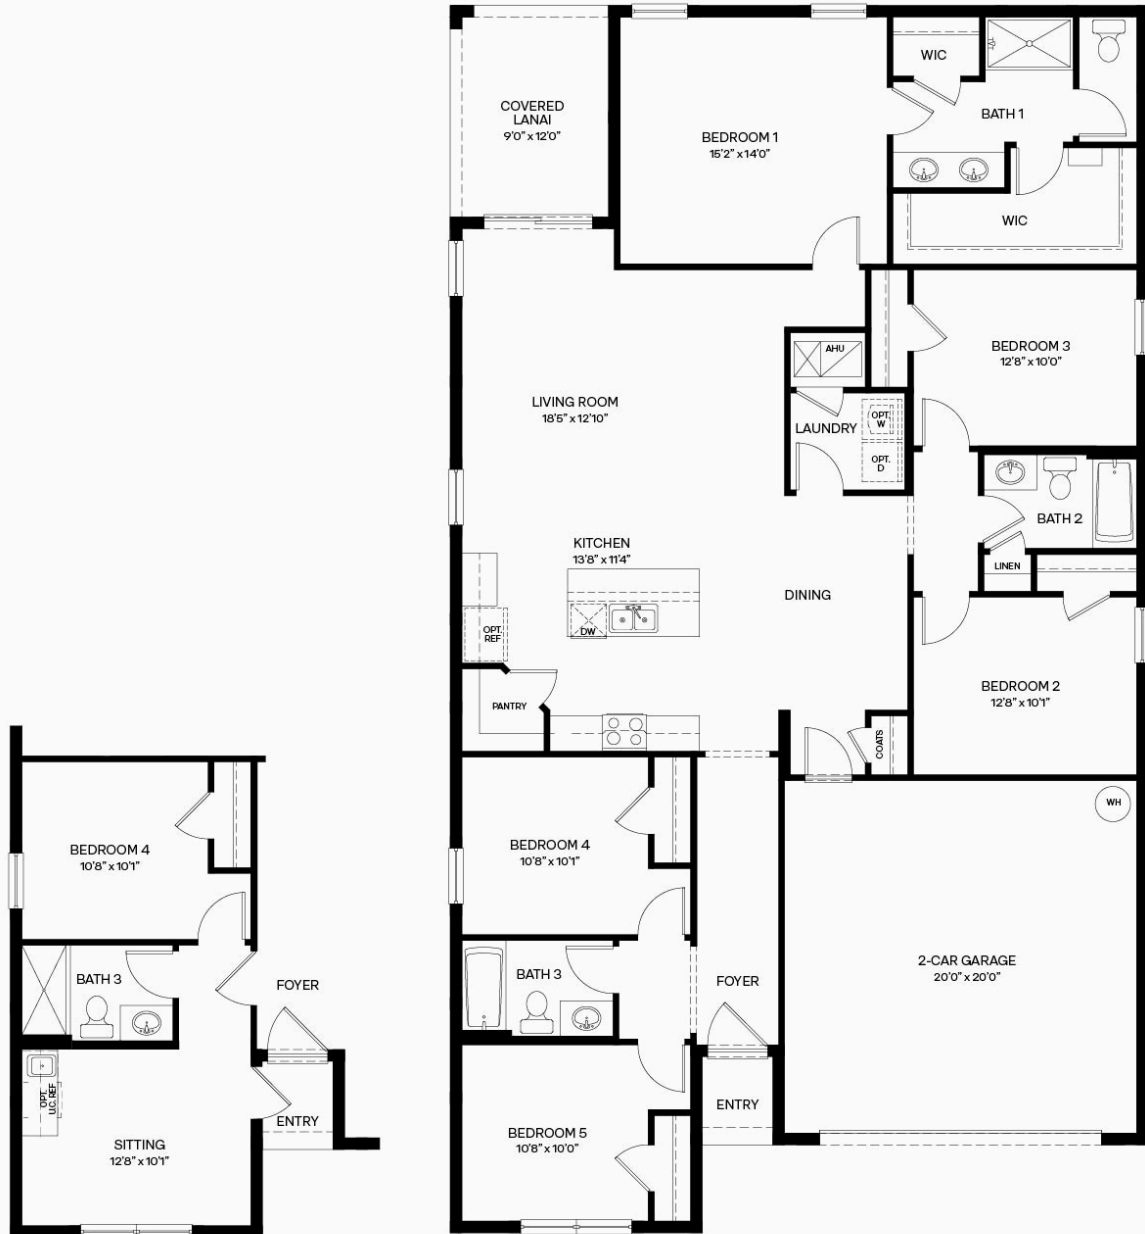 COVERED
LANAI
9'0" x 12'0"
BEDROOM 1
15'2" x 14'0"
WIC
BATH 1
WIC
BEDROOM 3
12'8" x 10'0"
AHU
LIVING ROOM
18'5" x 12'10"
LAUNDRY
OPT.
W
OPT.
D
BATH 2
LINEN
KITCHEN
13'8" x 11'4"
DINING
OPT.
REF
DW
PANTRY
BEDROOM 2
12'8" x 10'1"
COATS
WH
BEDROOM 4
10'8" x 10'1"
BATH 3
FOYER
2-CAR GARAGE
20'0" x 20'0"
ENTRY
BEDROOM 5
10'8" x 10'0"
BEDROOM 4
10'8" x 10'1"
BATH 3
FOYER
OPT.
U.C. REF
ENTRY
SITTING
12'8" x 10'1"